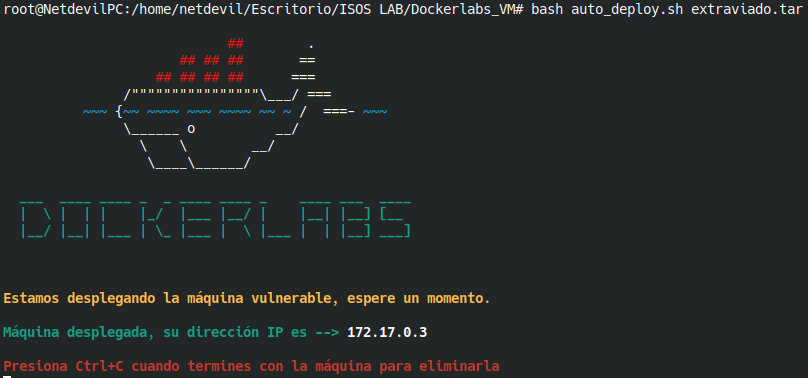 root@NetdevilPC:/home/netdevil/Escritorio/ISOS LAB/Dockerlabs_VM# bash auto_deploy.sh extraviado.tar
DOCKERLABS
Estamos desplegando la máquina vulnerable, espere un momento.
Máquina desplegada, su dirección IP es --> 172.17.0.3
Presiona Ctrl+C cuando termines con la máquina para eliminarla